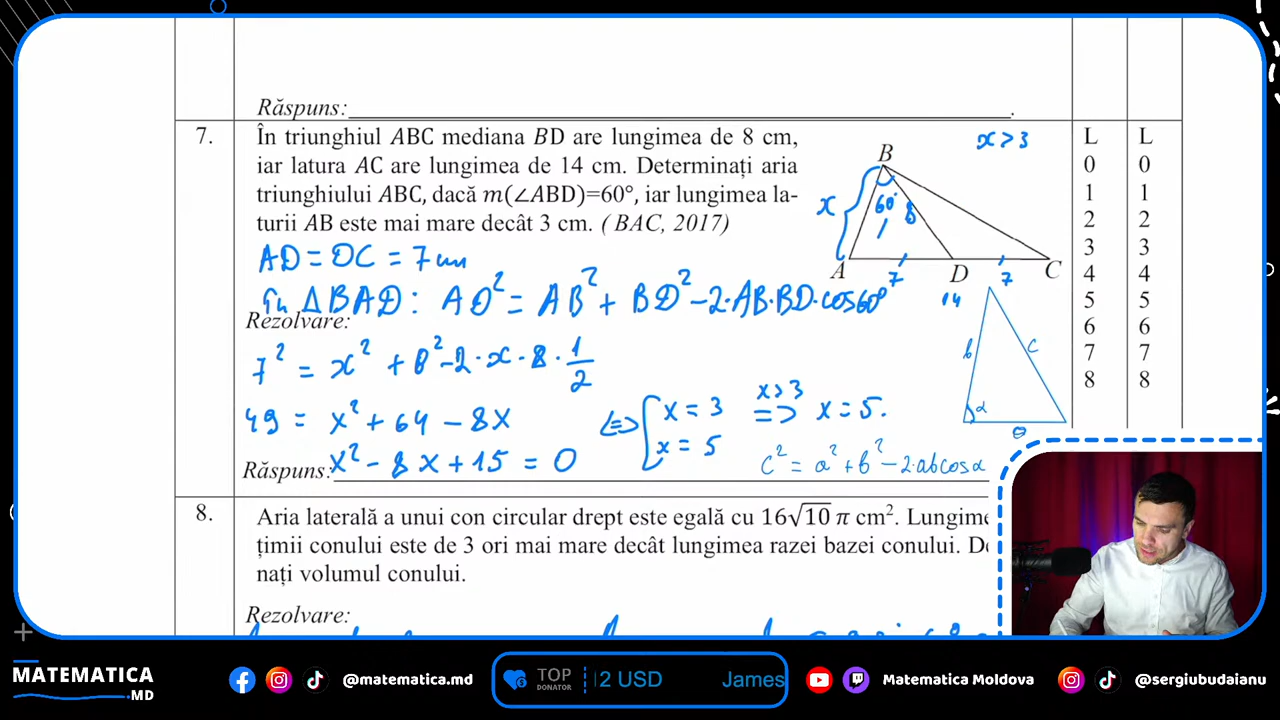 Răspuns:
7.
În triunghiul ABC mediana BD are lungimea de 8 cm,
iar latura AC are lungimea de 14 cm. Determinați aria
triunghiului ABC, dacă m(∠ABD)=60°, iar lungimea la-
turii AB este mai mare decât 3 cm. ( BAC, 2017)
x > 3
B
x
60°
8
A
7
D
7
C
14
AD = DC = 7 cm
în Δ BAD : AD² = AB² + BD² - 2·AB·BD·cos60°
Rezolvare:
7² = x² + 8² - 2 · x · 8 · 1/2
49 = x² + 64 - 8x
x² - 8x + 15 = 0
<=> [ x = 3
x = 5
x > 3
=> x = 5.
b
c
α
a
c² = a² + b² - 2·ab cos α
Răspuns:
L
0
1
2
3
4
5
6
7
8
L
0
1
2
3
4
5
6
7
8
8.
Aria laterală a unui con circular drept este egală cu 16√10 π cm². Lungime
țimii conului este de 3 ori mai mare decât lungimea razei bazei conului. De
nați volumul conului.
Rezolvare:
MATEMATICA
.MD
@matematica.md
TOP
DONATOR
2 USD
James
Matematica Moldova
@sergiubudaianu